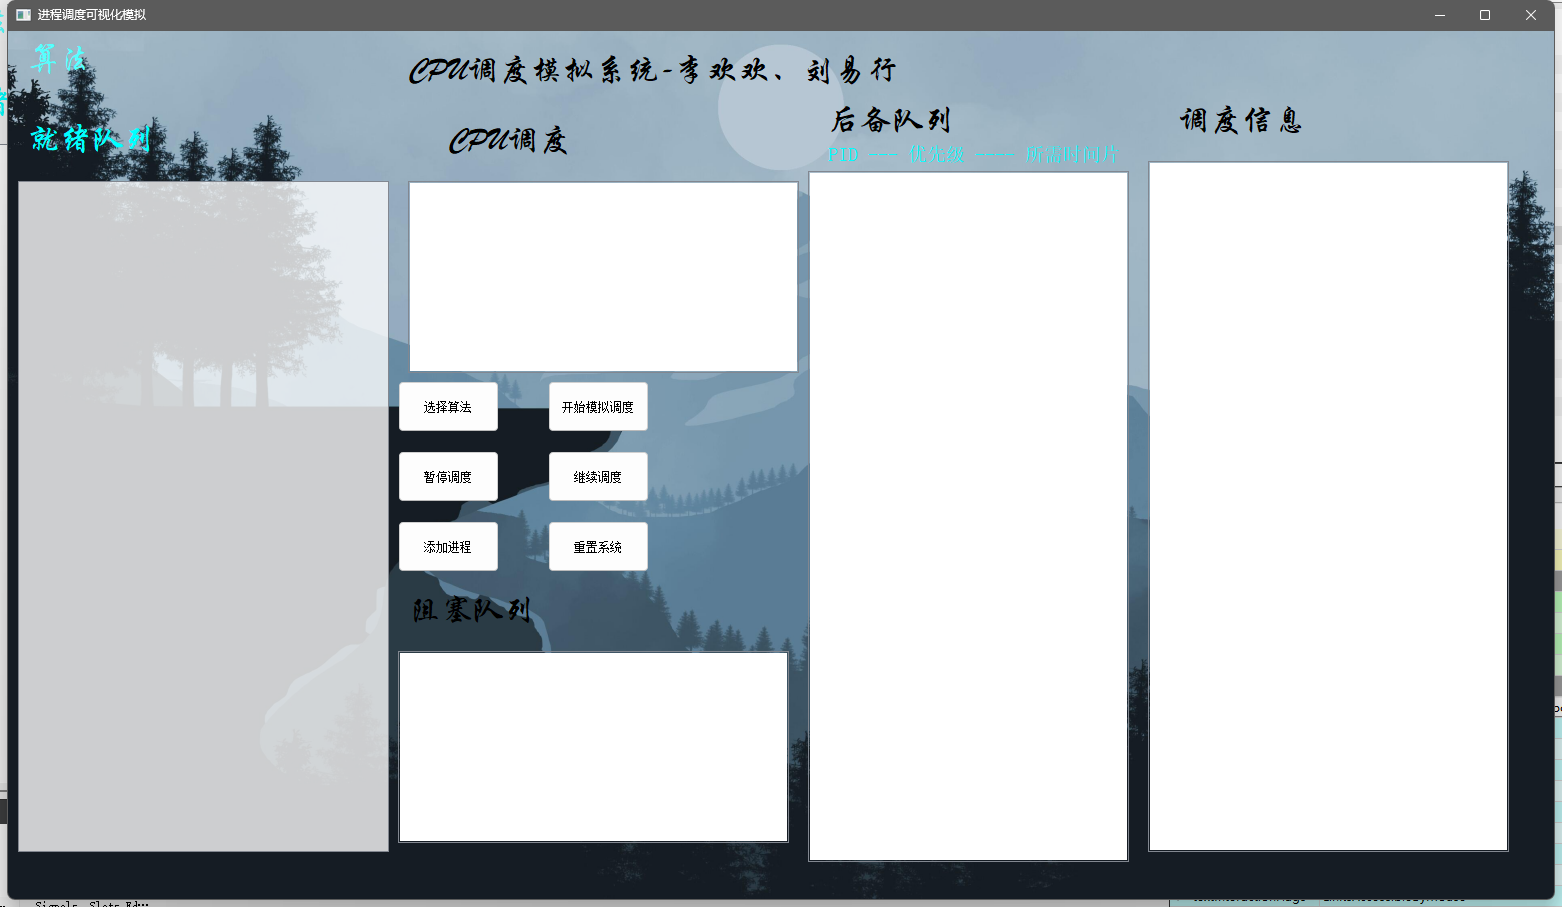 进程调度可视化模拟
算法
CPU调度模拟系统-李欢欢、刘易行
就绪队列
CPU调度
后备队列
调度信息
PID --- 优先级 ---- 所需时间片
选择算法
开始模拟调度
暂停调度
继续调度
添加进程
重置系统
阻塞队列